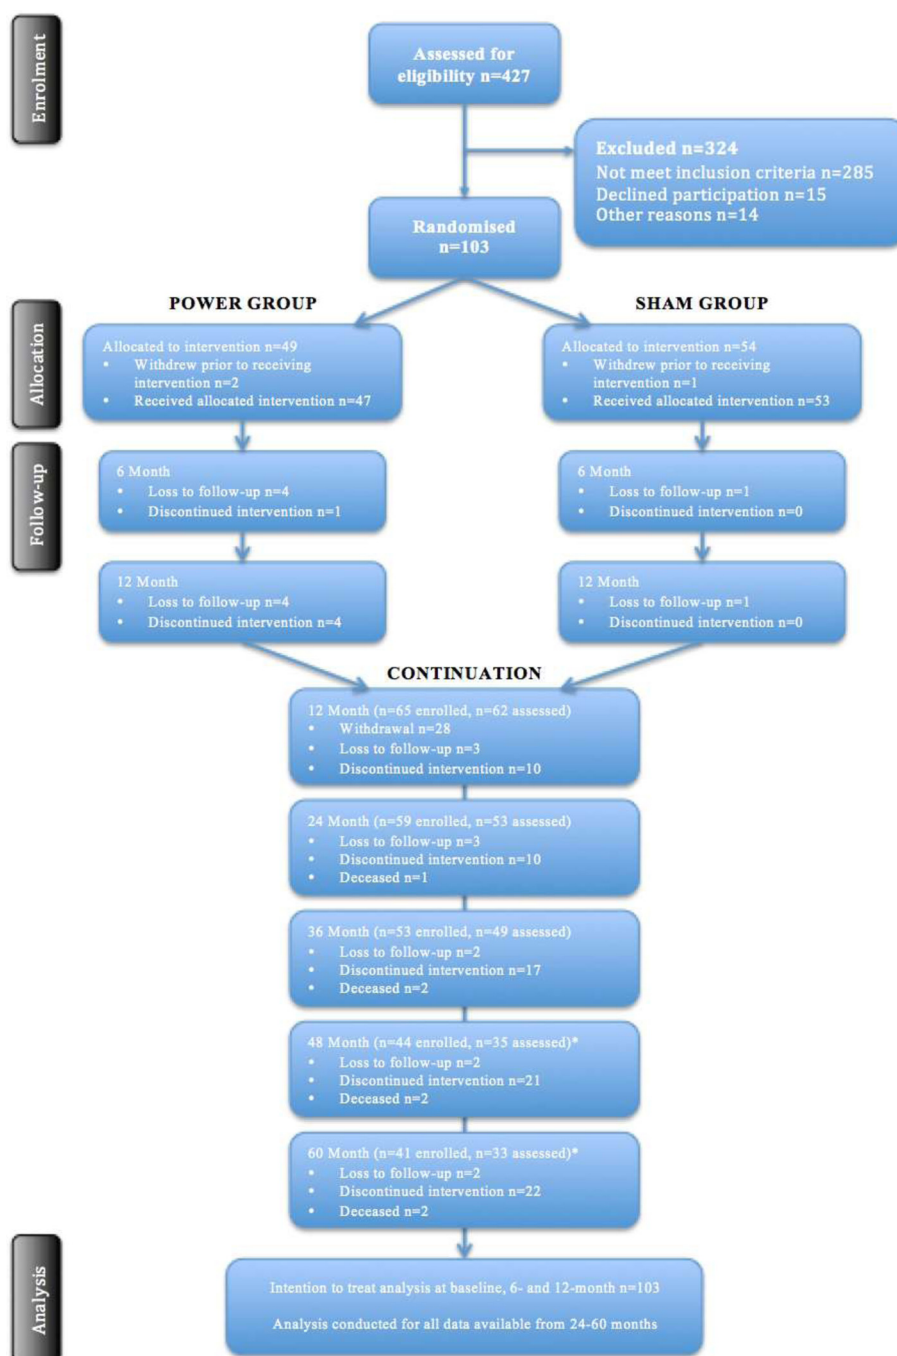 Enrolment
Assessed for
eligibility n=427
Excluded n=324
Not meet inclusion criteria n=285
Declined participation n=15
Other reasons n=14
Randomised
n=103
POWER GROUP
SHAM GROUP
Allocation
Allocated to intervention n=49
• Withdrew prior to receiving
intervention n=2
• Received allocated intervention n=47
Allocated to intervention n=54
• Withdrew prior to receiving
intervention n=1
• Received allocated intervention n=53
Follow-up
6 Month
• Loss to follow-up n=4
• Discontinued intervention n=1
6 Month
• Loss to follow-up n=1
• Discontinued intervention n=0
12 Month
• Loss to follow-up n=4
• Discontinued intervention n=4
12 Month
• Loss to follow-up n=1
• Discontinued intervention n=0
CONTINUATION
12 Month (n=65 enrolled, n=62 assessed)
• Withdrawal n=28
• Loss to follow-up n=3
• Discontinued intervention n=10
24 Month (n=59 enrolled, n=53 assessed)
• Loss to follow-up n=3
• Discontinued intervention n=10
• Deceased n=1
36 Month (n=53 enrolled, n=49 assessed)
• Loss to follow-up n=2
• Discontinued intervention n=17
• Deceased n=2
48 Month (n=44 enrolled, n=35 assessed)*
• Loss to follow-up n=2
• Discontinued intervention n=21
• Deceased n=2
60 Month (n=41 enrolled, n=33 assessed)*
• Loss to follow-up n=2
• Discontinued intervention n=22
• Deceased n=2
Analysis
Intention to treat analysis at baseline, 6- and 12-month n=103
Analysis conducted for all data available from 24-60 months